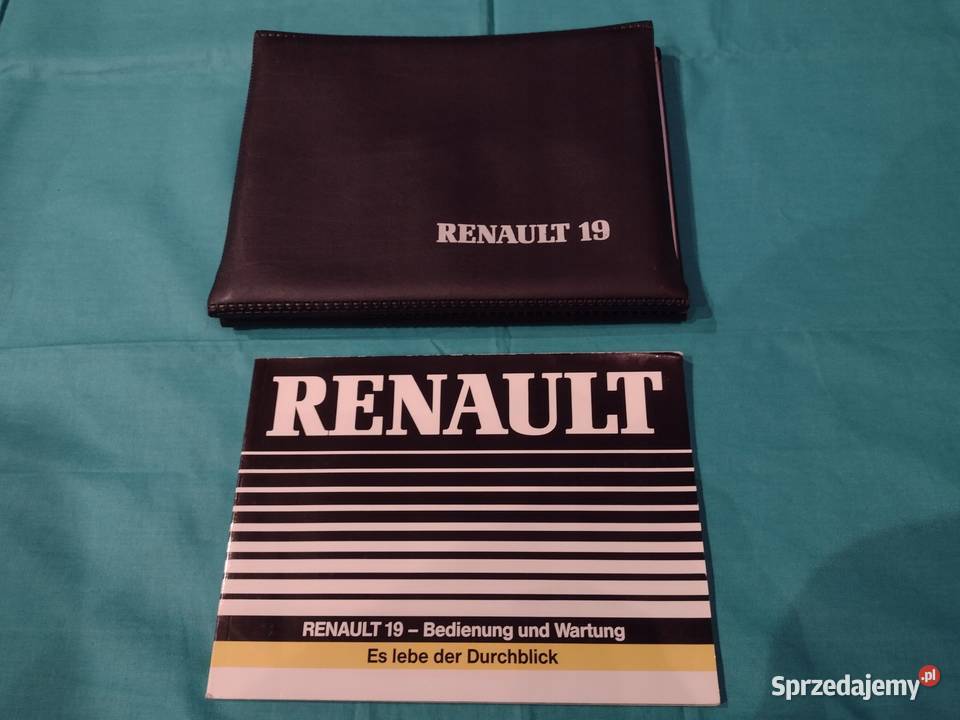 RENAULT 19
RENAULT
RENAULT 19 – Bedienung und Wartung
Es lebe der Durchblick
Sprzedajemy.pl